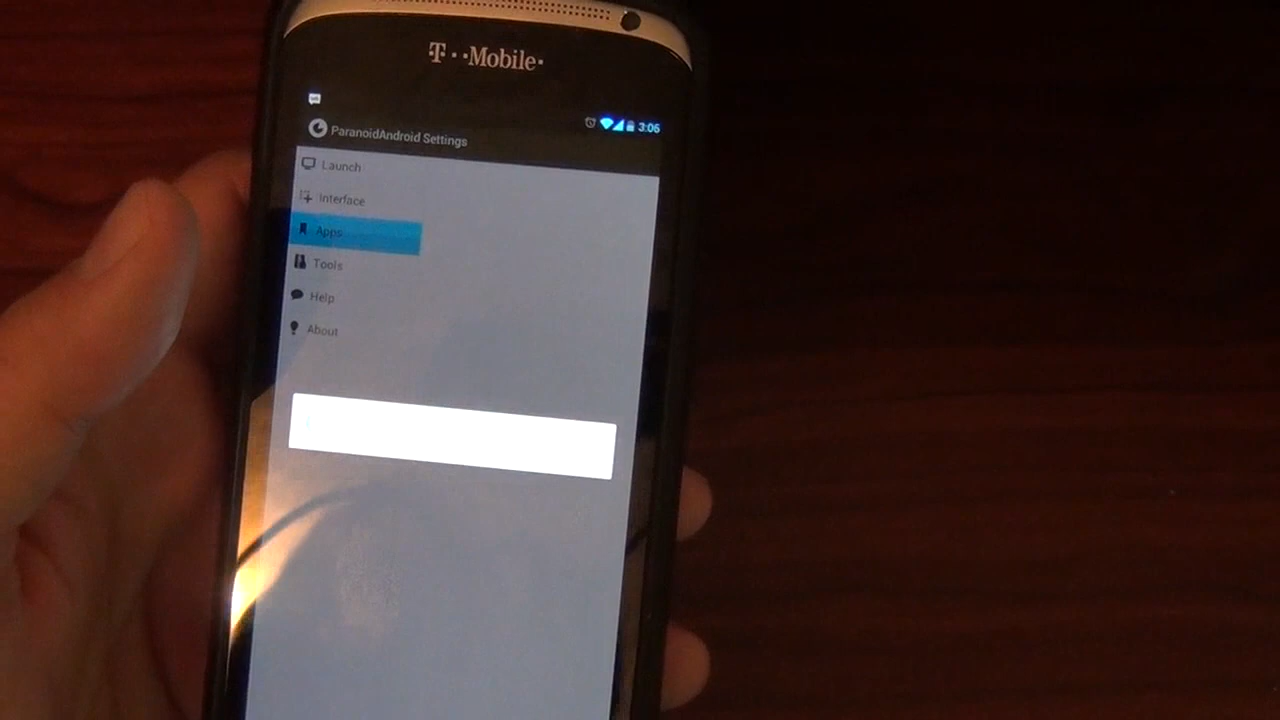 T··Mobile·
3:06
ParanoidAndroid Settings
Launch
Interface
Apps
Tools
Help
About